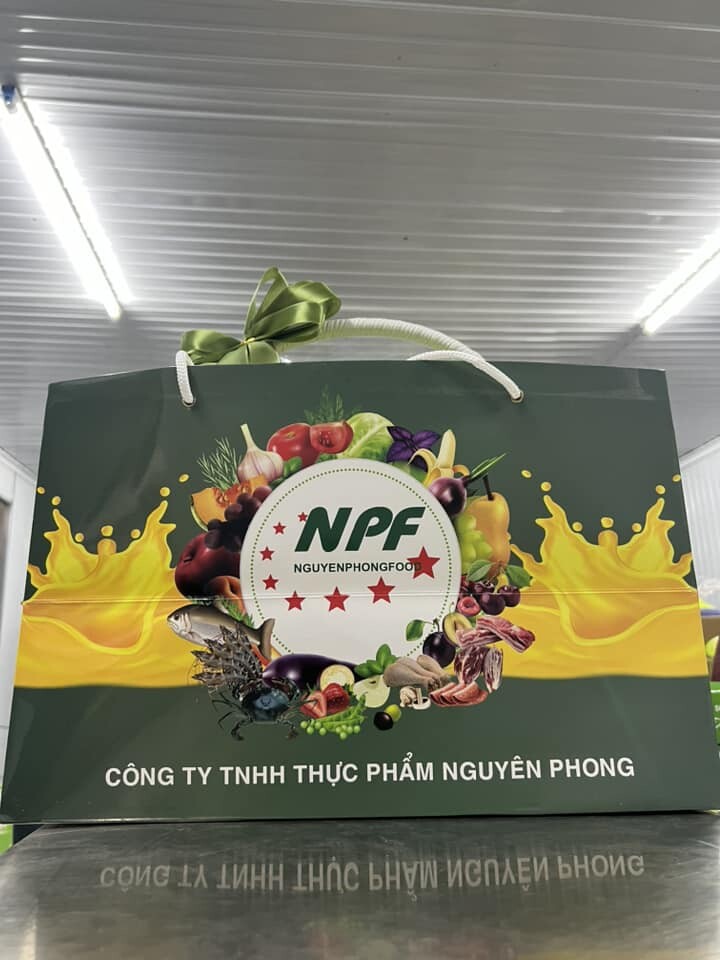 NPF
NGUYENPHONGFOOD
CÔNG TY TNHH THỰC PHẨM NGUYÊN PHONG